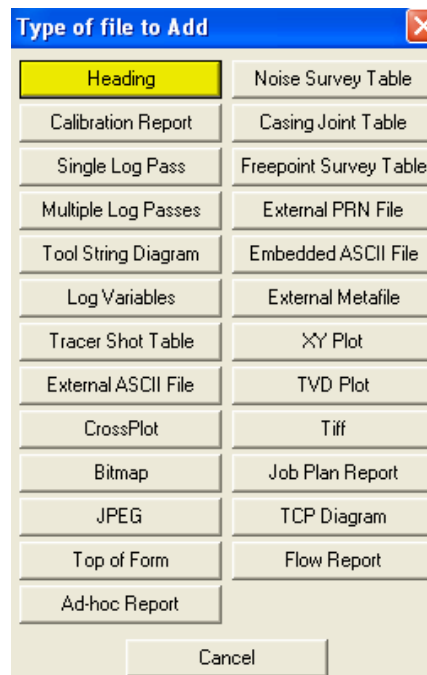 Type of file to Add
Heading
Noise Survey Table
Calibration Report
Casing Joint Table
Single Log Pass
Freepoint Survey Table
Multiple Log Passes
External PRN File
Tool String Diagram
Embedded ASCII File
Log Variables
External Metafile
Tracer Shot Table
XY Plot
External ASCII File
TVD Plot
CrossPlot
Tiff
Bitmap
Job Plan Report
JPEG
TCP Diagram
Top of Form
Flow Report
Ad-hoc Report
Cancel